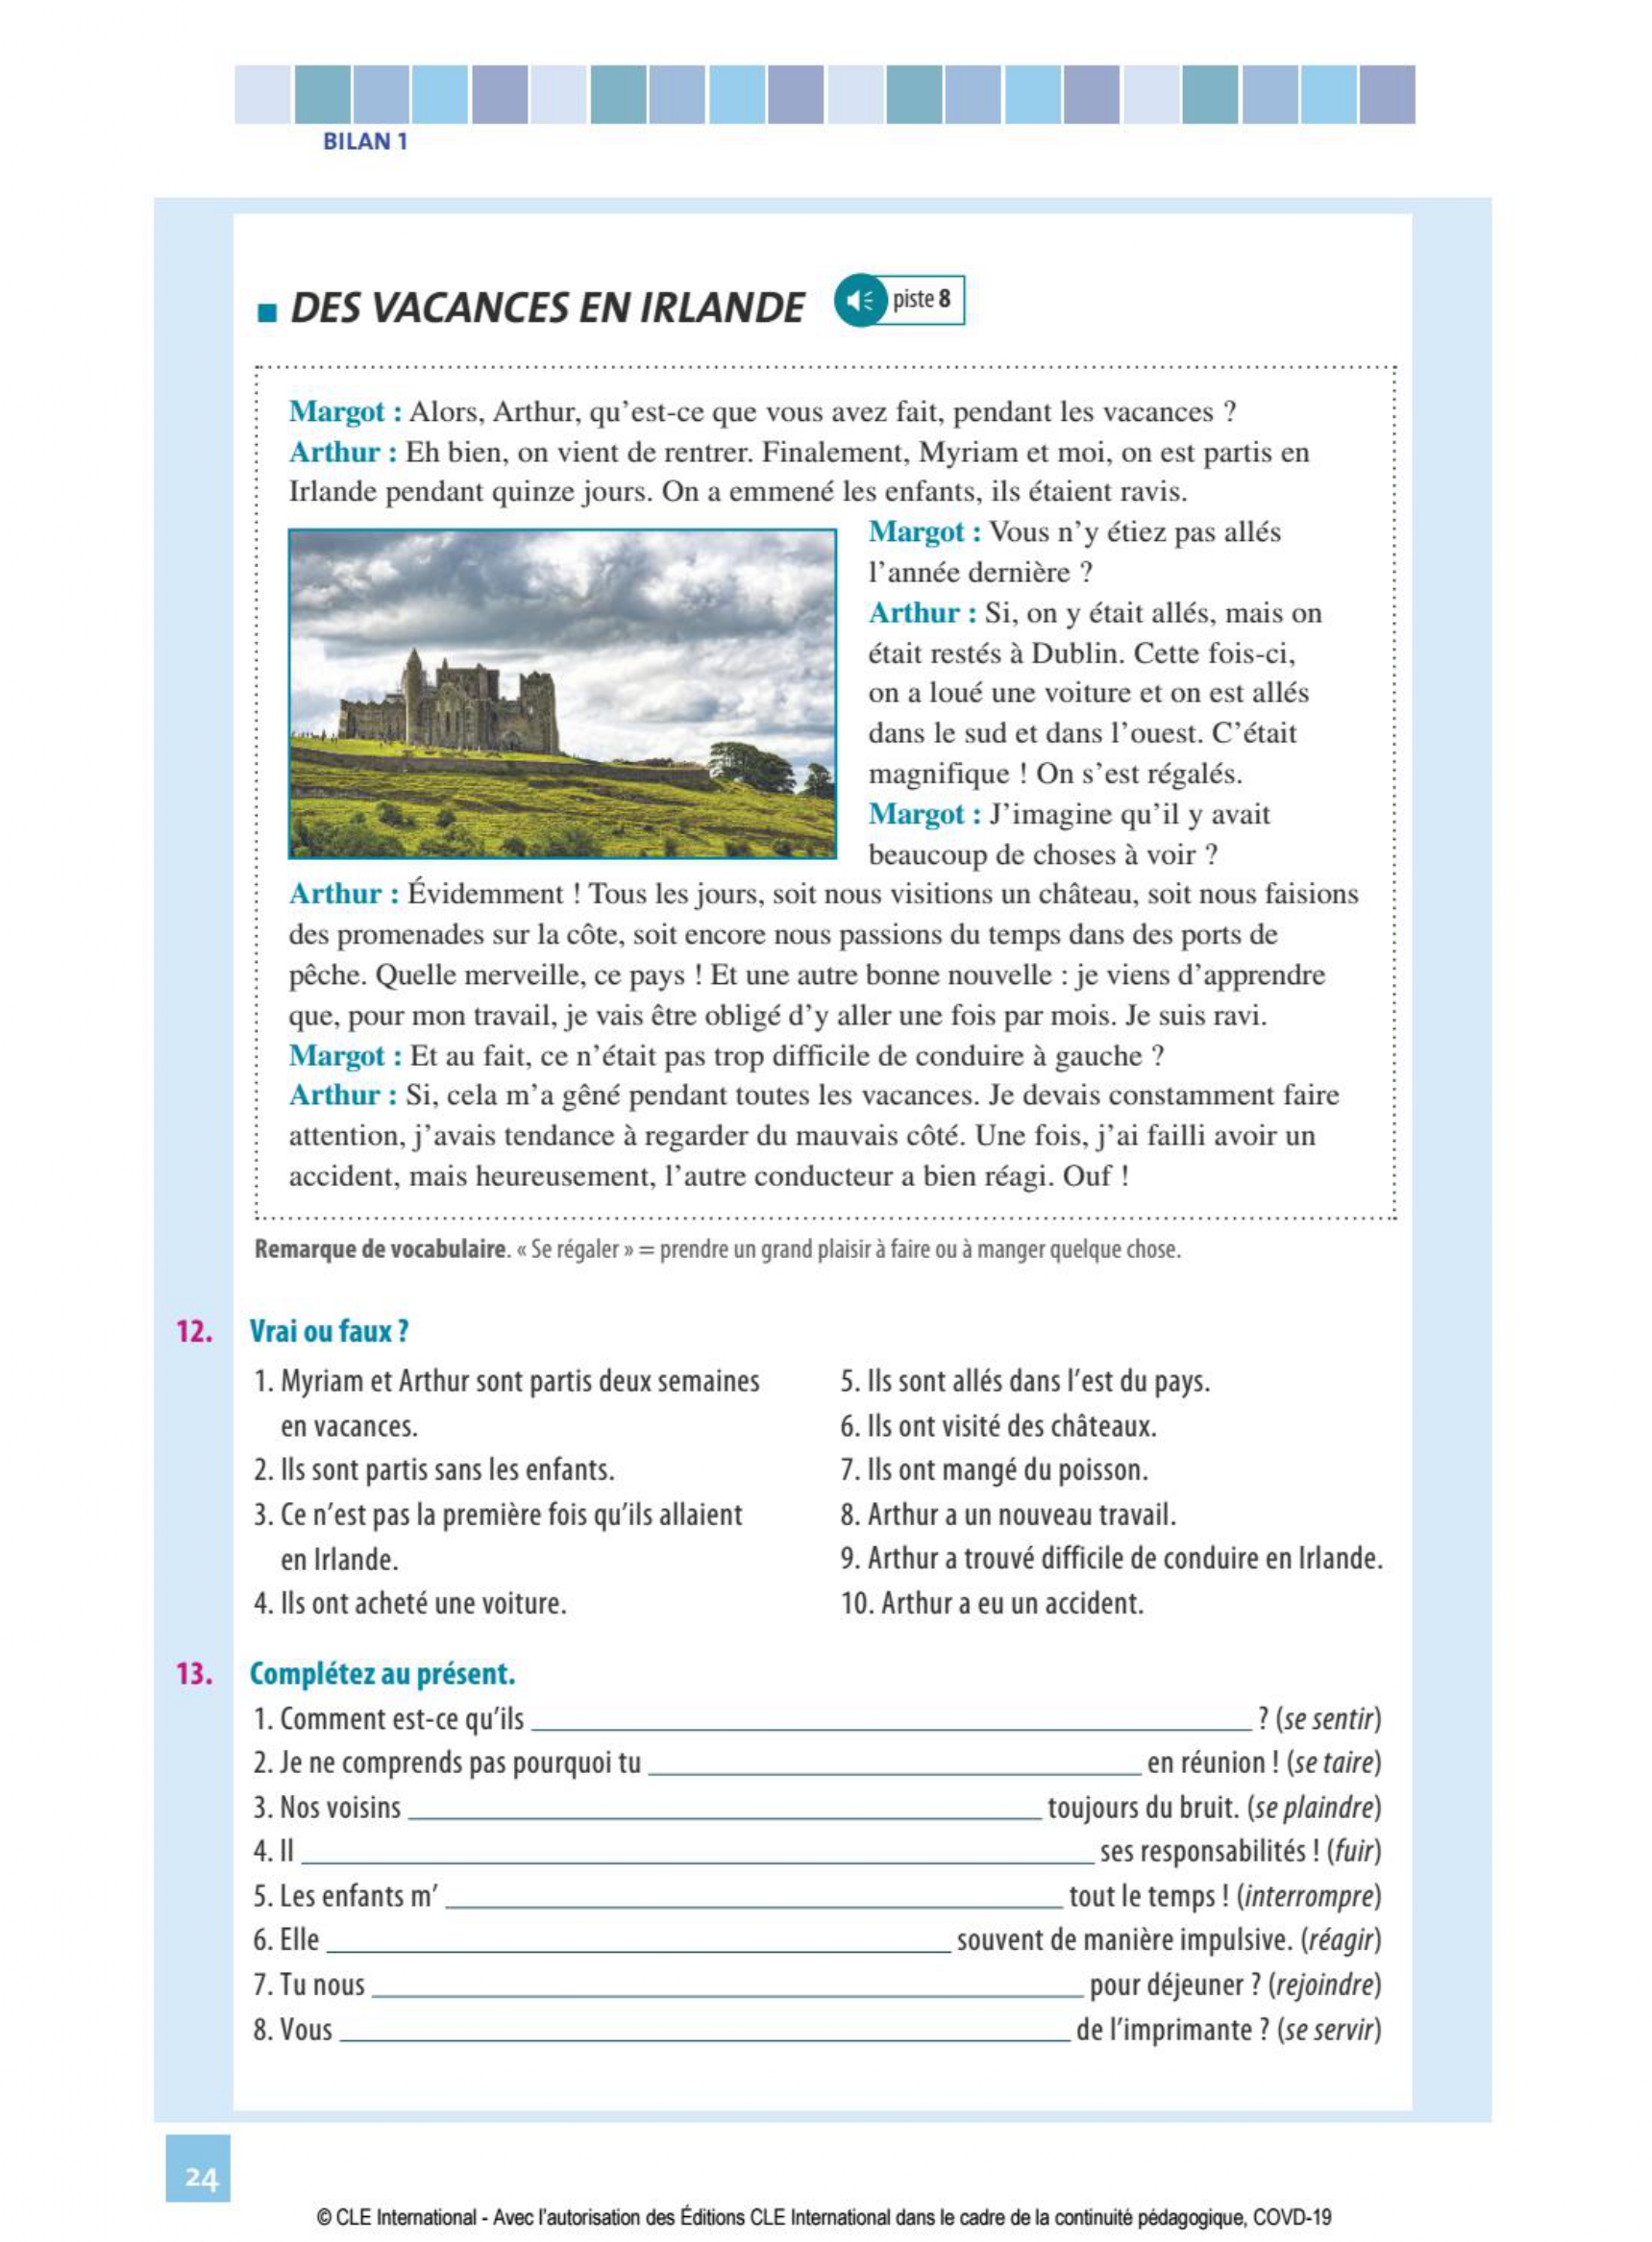 BILAN 1
DES VACANCES EN IRLANDE
piste 8
Margot : Alors, Arthur, qu’est-ce que vous avez fait, pendant les vacances ?
Arthur : Eh bien, on vient de rentrer. Finalement, Myriam et moi, on est partis en
Irlande pendant quinze jours. On a emmené les enfants, ils étaient ravis.
Margot : Vous n’y étiez pas allés
l’année dernière ?
Arthur : Si, on y était allés, mais on
était restés à Dublin. Cette fois-ci,
on a loué une voiture et on est allés
dans le sud et dans l’ouest. C’était
magnifique ! On s’est régalés.
Margot : J’imagine qu’il y avait
beaucoup de choses à voir ?
Arthur : Évidemment ! Tous les jours, soit nous visitions un château, soit nous faisions
des promenades sur la côte, soit encore nous passions du temps dans des ports de
pêche. Quelle merveille, ce pays ! Et une autre bonne nouvelle : je viens d’apprendre
que, pour mon travail, je vais être obligé d’y aller une fois par mois. Je suis ravi.
Margot : Et au fait, ce n’était pas trop difficile de conduire à gauche ?
Arthur : Si, cela m’a gêné pendant toutes les vacances. Je devais constamment faire
attention, j’avais tendance à regarder du mauvais côté. Une fois, j’ai failli avoir un
accident, mais heureusement, l’autre conducteur a bien réagi. Ouf !
Remarque de vocabulaire. « Se régaler » = prendre un grand plaisir à faire ou à manger quelque chose.
12. Vrai ou faux ?
1. Myriam et Arthur sont partis deux semaines
en vacances.
2. Ils sont partis sans les enfants.
3. Ce n’est pas la première fois qu’ils allaient
en Irlande.
4. Ils ont acheté une voiture.
5. Ils sont allés dans l’est du pays.
6. Ils ont visité des châteaux.
7. Ils ont mangé du poisson.
8. Arthur a un nouveau travail.
9. Arthur a trouvé difficile de conduire en Irlande.
10. Arthur a eu un accident.
13. Complétez au présent.
1. Comment est-ce qu’ils ? (se sentir)
2. Je ne comprends pas pourquoi tu en réunion ! (se taire)
3. Nos voisins toujours du bruit. (se plaindre)
4. Il ses responsabilités ! (fuir)
5. Les enfants m’ tout le temps ! (interrompre)
6. Elle souvent de manière impulsive. (réagir)
7. Tu nous pour déjeuner ? (rejoindre)
8. Vous de l’imprimante ? (se servir)
24
© CLE International - Avec l'autorisation des Éditions CLE International dans le cadre de la continuité pédagogique, COVD-19